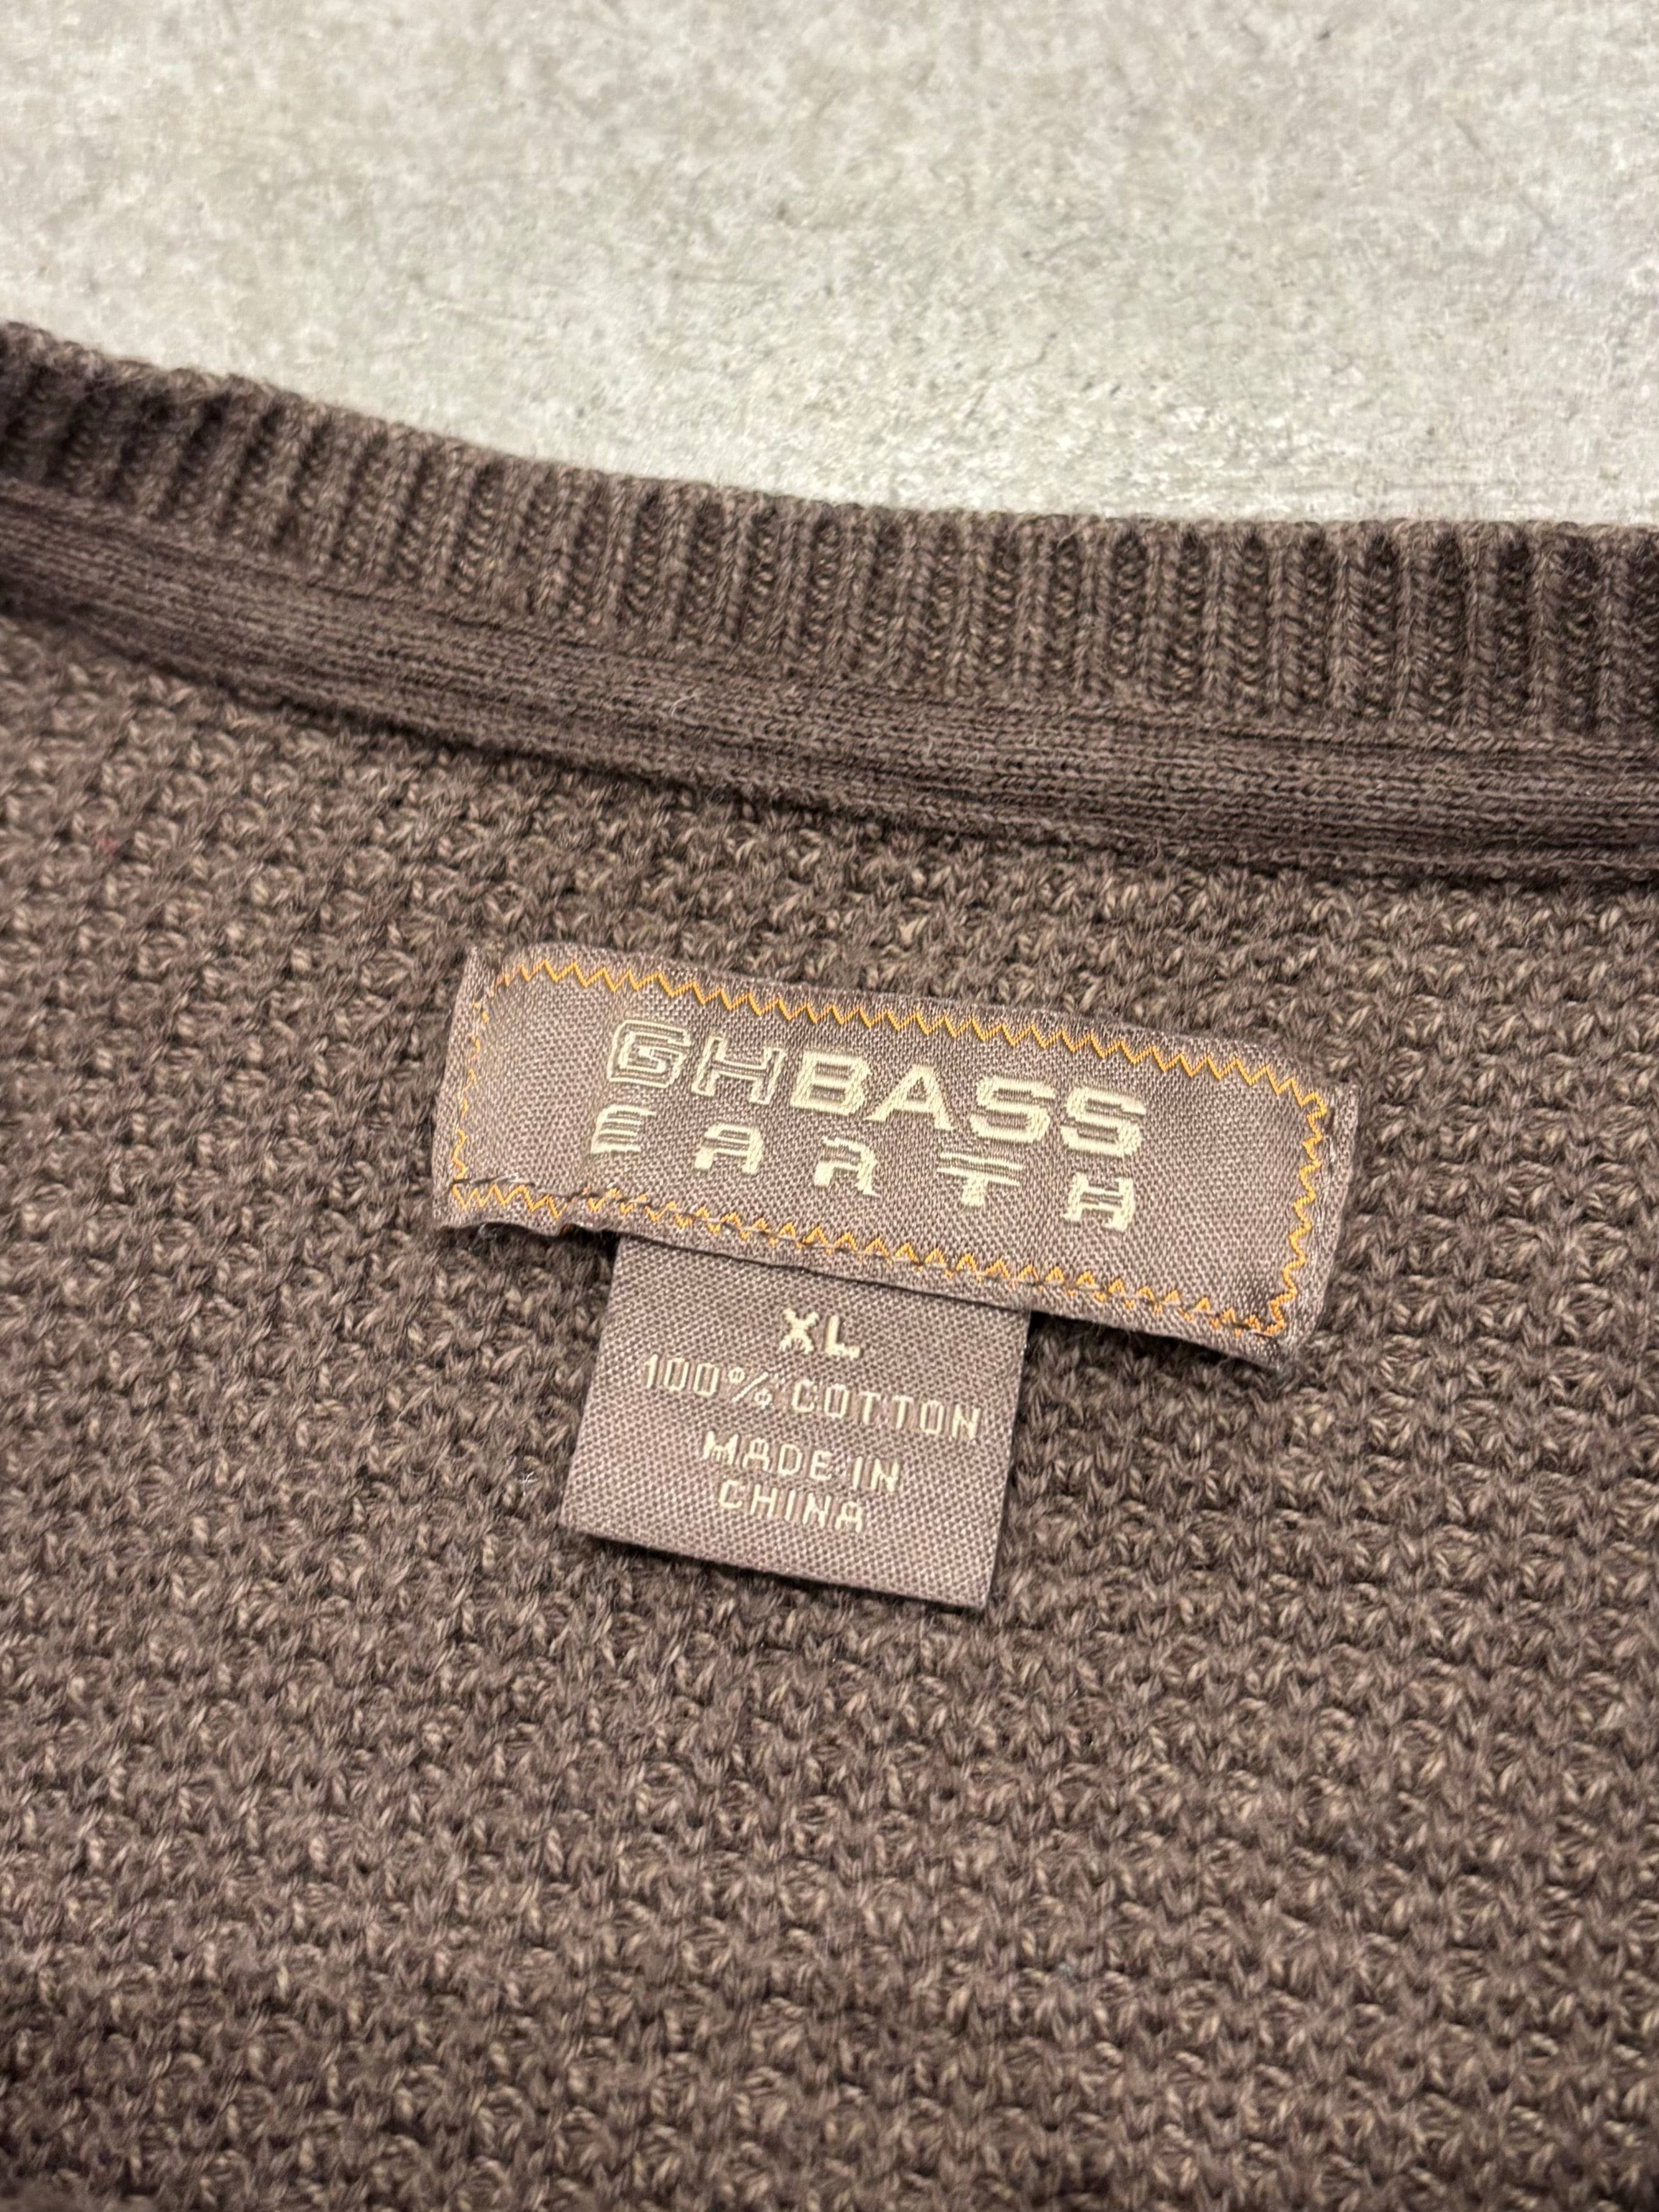 GHBASS
EARTH
XL
100% COTTON
MADE IN
CHINA